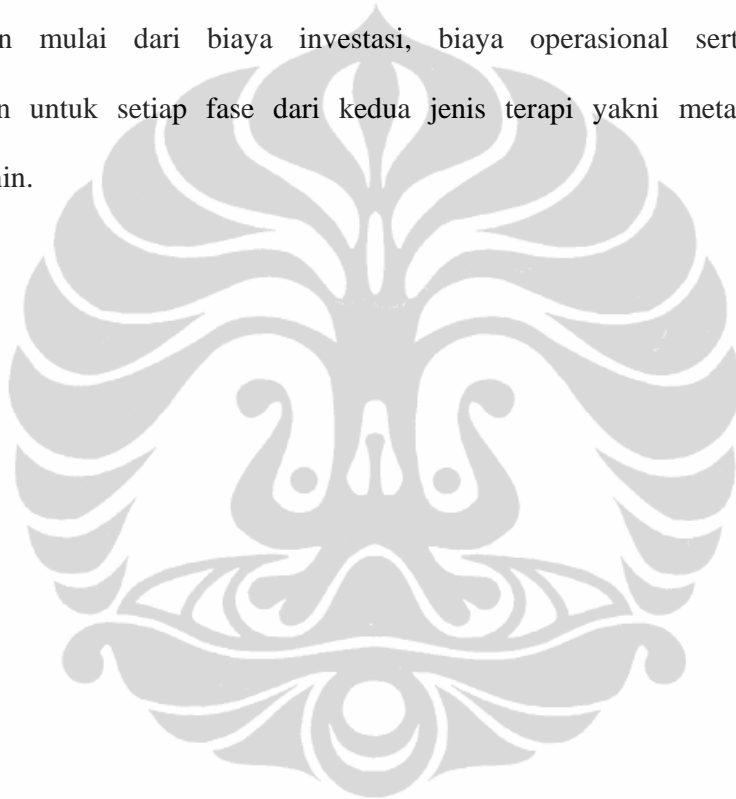 n mulai dari biaya investasi, biaya operasional sert
n untuk setiap fase dari kedua jenis terapi yakni meta
in.